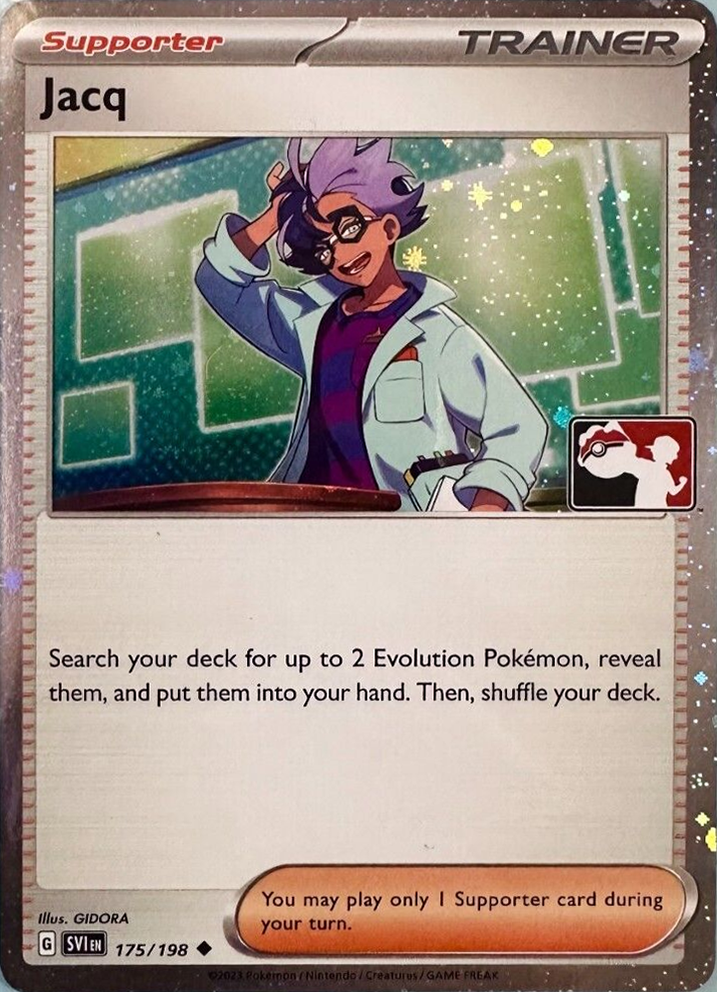 Supporter
TRAINER
Jacq
Search your deck for up to 2 Evolution Pokémon, reveal
them, and put them into your hand. Then, shuffle your deck.
You may play only 1 Supporter card during
your turn.
Illus. GIDORA
G SVI EN 175/198 ◆
©2023 Pokémon / Nintendo / Creatures / GAME FREAK